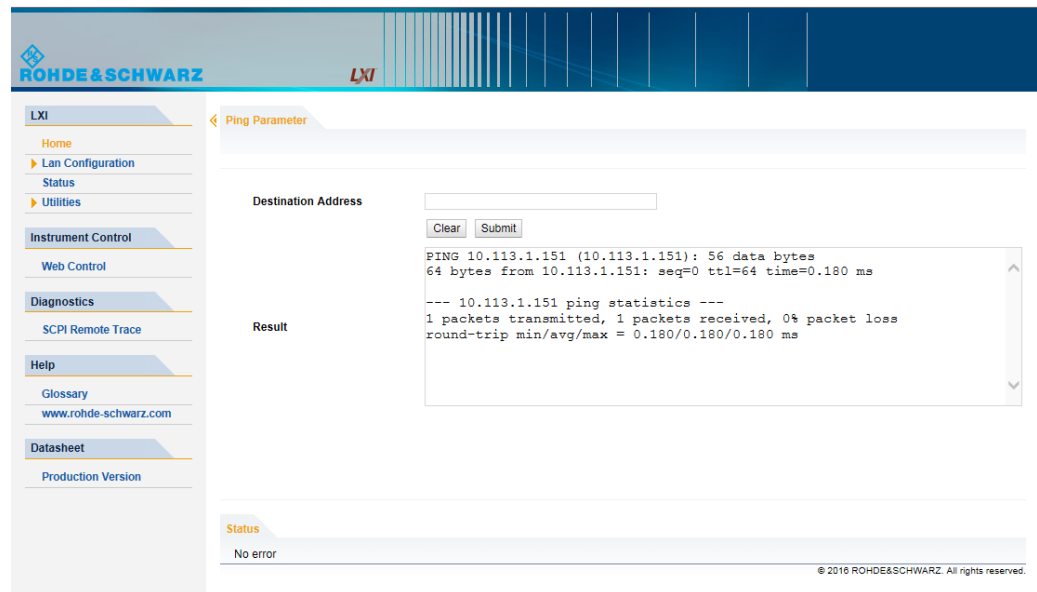 ROHDE&SCHWARZ
LXI
LXI
Home
Lan Configuration
Status
Utilities
Instrument Control
Web Control
Diagnostics
SCPI Remote Trace
Help
Glossary
www.rohde-schwarz.com
Datasheet
Production Version
Ping Parameter
Destination Address
Clear Submit
Result
PING 10.113.1.151 (10.113.1.151): 56 data bytes
64 bytes from 10.113.1.151: seq=0 ttl=64 time=0.180 ms
--- 10.113.1.151 ping statistics ---
1 packets transmitted, 1 packets received, 0% packet loss
round-trip min/avg/max = 0.180/0.180/0.180 ms
Status
No error
© 2016 ROHDE&SCHWARZ. All rights reserved.